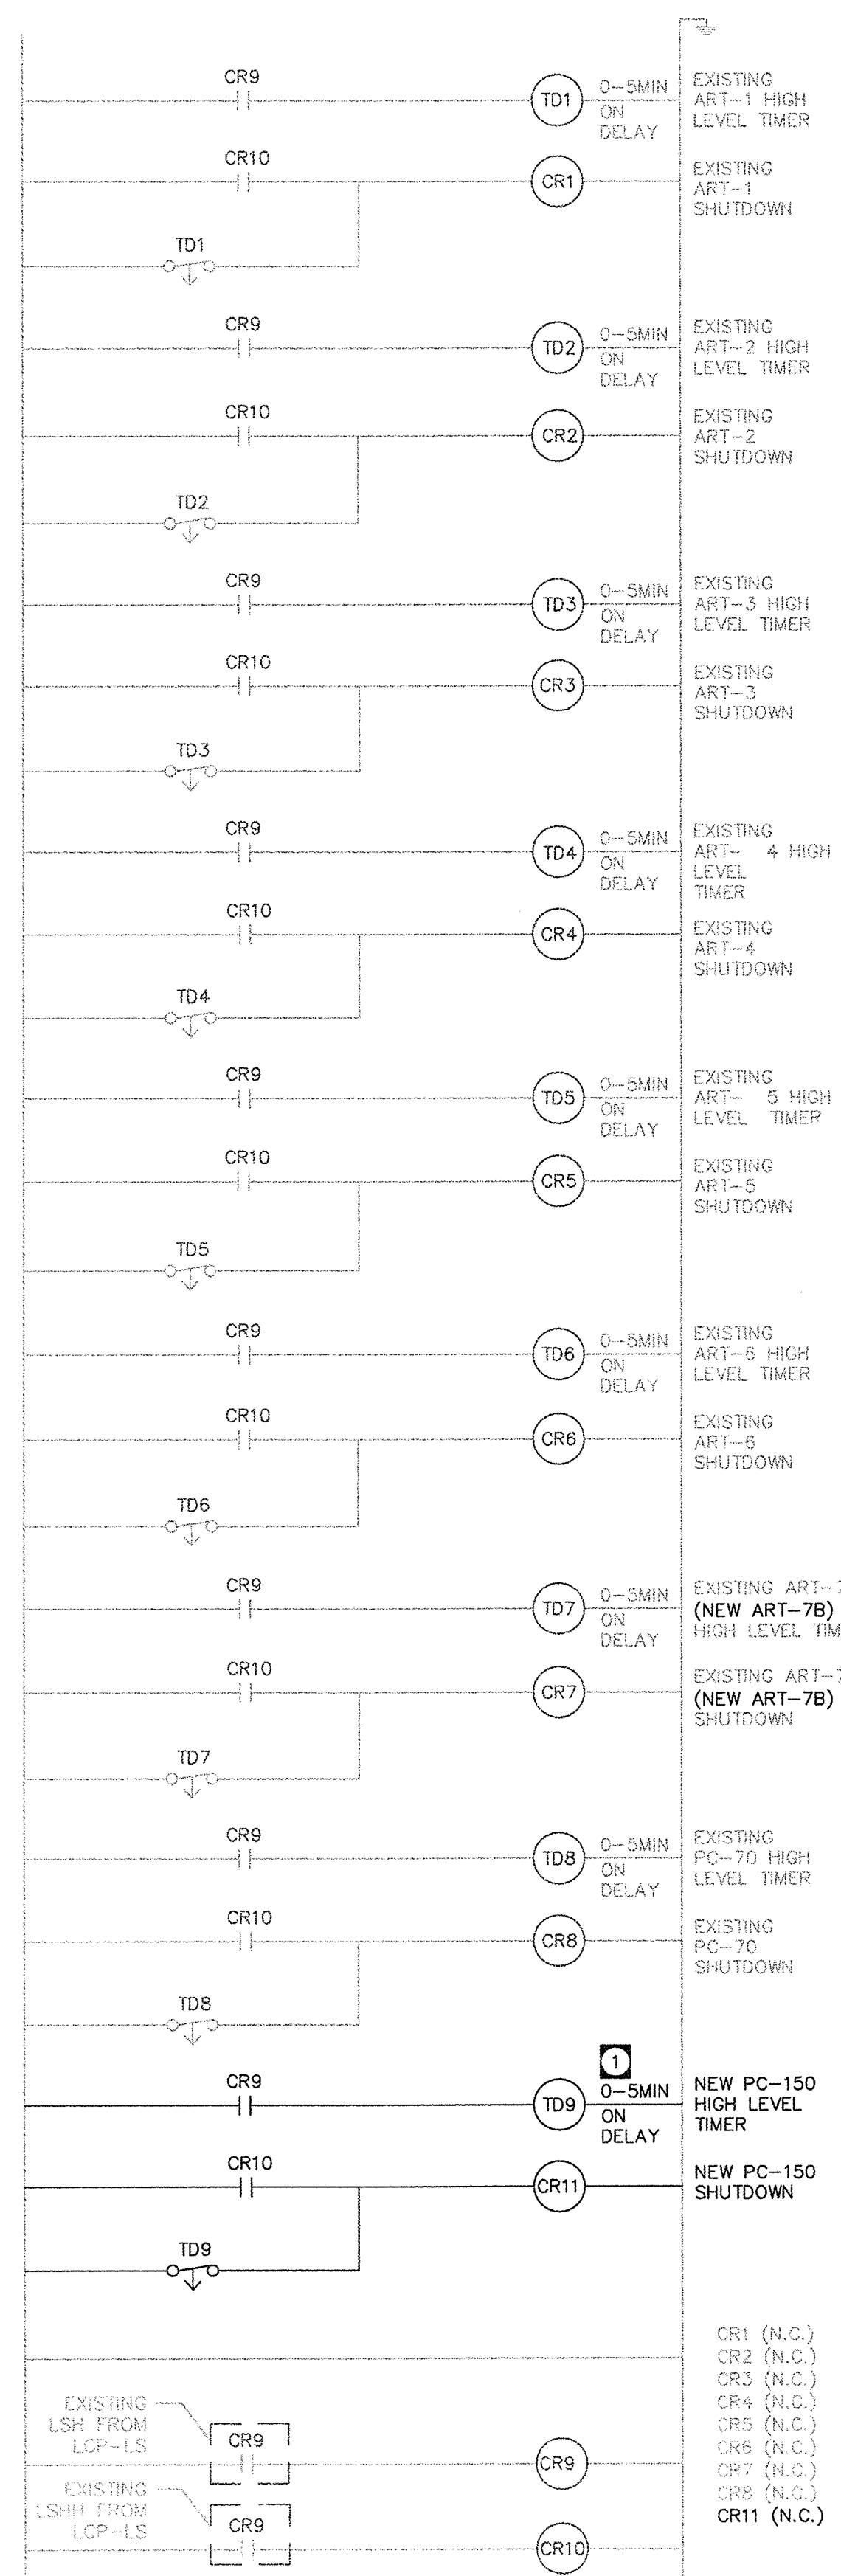 CR9
TD1
0-5MIN
ON
DELAY
EXISTING
ART-1 HIGH
LEVEL TIMER
CR10
CR1
EXISTING
ART-1
SHUTDOWN
TD1
CR9
TD2
0-5MIN
ON
DELAY
EXISTING
ART-2 HIGH
LEVEL TIMER
CR10
CR2
EXISTING
ART-2
SHUTDOWN
TD2
CR9
TD3
0-5MIN
ON
DELAY
EXISTING
ART-3 HIGH
LEVEL TIMER
CR10
CR3
EXISTING
ART-3
SHUTDOWN
TD3
CR9
TD4
0-5MIN
ON
DELAY
EXISTING
ART- 4 HIGH
LEVEL
TIMER
CR10
CR4
EXISTING
ART-4
SHUTDOWN
TD4
CR9
TD5
0-5MIN
ON
DELAY
EXISTING
ART- 5 HIGH
LEVEL TIMER
CR10
CR5
EXISTING
ART-5
SHUTDOWN
TD5
CR9
TD6
0-5MIN
ON
DELAY
EXISTING
ART-6 HIGH
LEVEL TIMER
CR10
CR6
EXISTING
ART-6
SHUTDOWN
TD6
CR9
TD7
0-5MIN
ON
DELAY
EXISTING ART-7
(NEW ART-7B)
HIGH LEVEL TIM
CR10
CR7
EXISTING ART-7
(NEW ART-7B)
SHUTDOWN
TD7
CR9
TD8
0-5MIN
ON
DELAY
EXISTING
PC-70 HIGH
LEVEL TIMER
CR10
CR8
EXISTING
PC-70
SHUTDOWN
TD8
CR9
TD9
1
0-5MIN
ON
DELAY
NEW PC-150
HIGH LEVEL
TIMER
CR10
CR11
NEW PC-150
SHUTDOWN
TD9
CR1 (N.C.)
CR2 (N.C.)
CR3 (N.C.)
CR4 (N.C.)
CR5 (N.C.)
CR6 (N.C.)
CR7 (N.C.)
CR8 (N.C.)
CR11 (N.C.)
EXISTING
LSH FROM
LCP-LS
CR9
CR9
EXISTING
LSHH FROM
LCP-LS
CR9
CR10